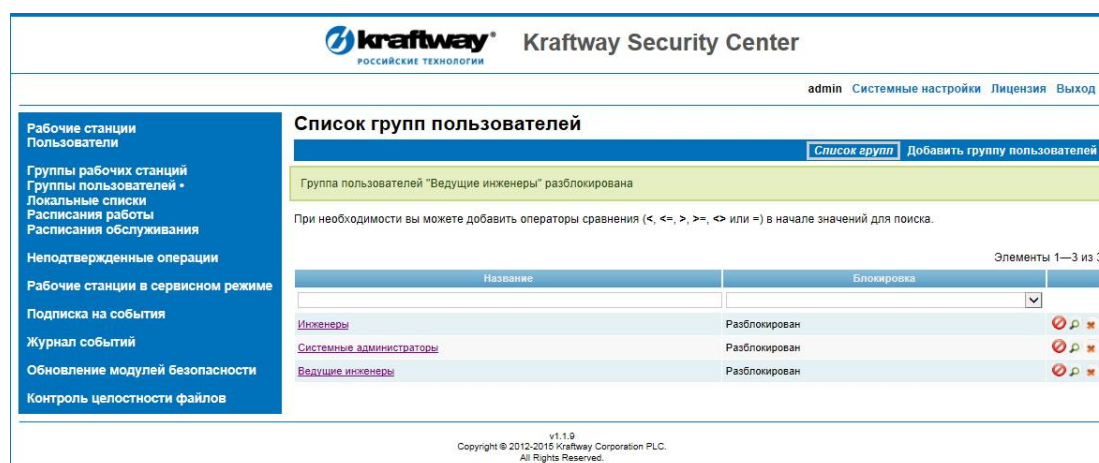 kraftway® Kraftway Security Center
РОССИЙСКИЕ ТЕХНОЛОГИИ
admin Системные настройки Лицензия Выход
Рабочие станции
Пользователи
Группы рабочих станций
Группы пользователей •
Локальные списки
Расписания работы
Расписания обслуживания
Неподтвержденные операции
Рабочие станции в сервисном режиме
Подписка на события
Журнал событий
Обновление модулей безопасности
Контроль целостности файлов
Список групп пользователей
Список групп Добавить группу пользователей
Группа пользователей "Ведущие инженеры" разблокирована
При необходимости вы можете добавить операторы сравнения (<, <=, >, >=, <> или =) в начале значений для поиска.
Элементы 1—3 из
Название Блокировка
Инженеры Разблокирован
Системные администраторы Разблокирован
Ведущие инженеры Разблокирован
v1.1.9
Copyright © 2012-2015 Kraftway Corporation PLC.
All Rights Reserved.